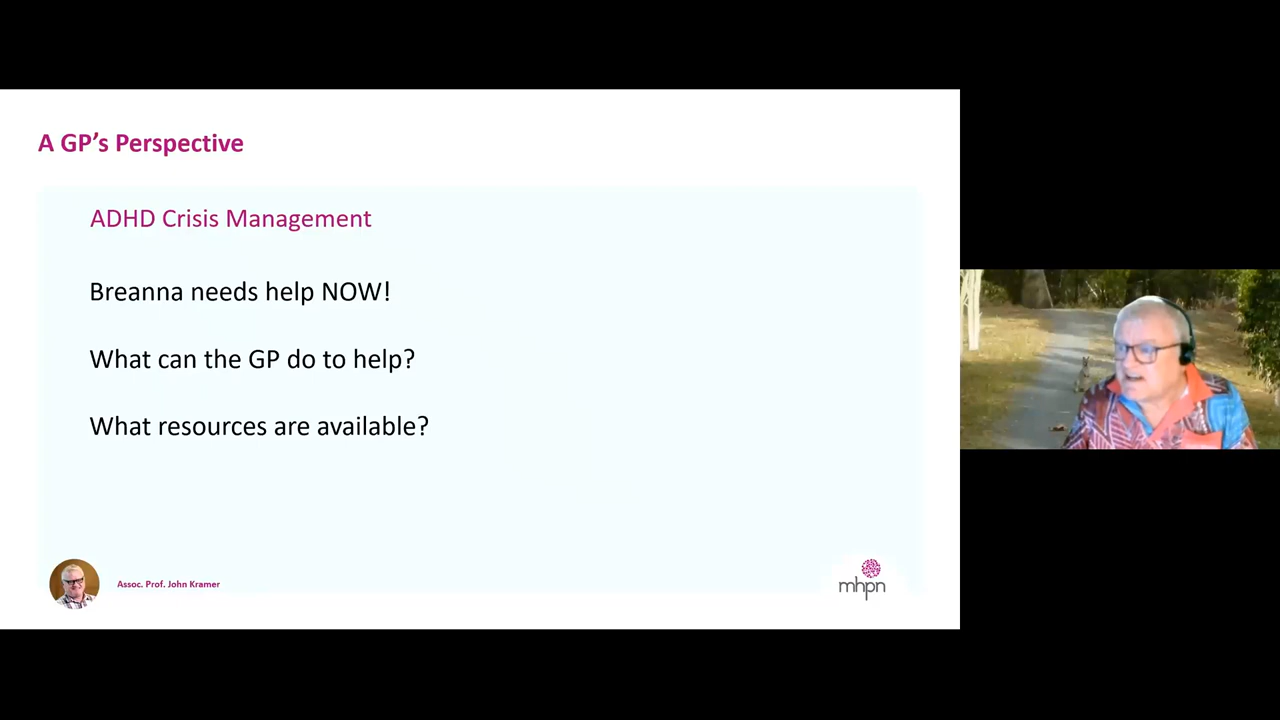 A GP’s Perspective
ADHD Crisis Management
Breanna needs help NOW!
What can the GP do to help?
What resources are available?
Assoc. Prof. John Kramer
mhpn